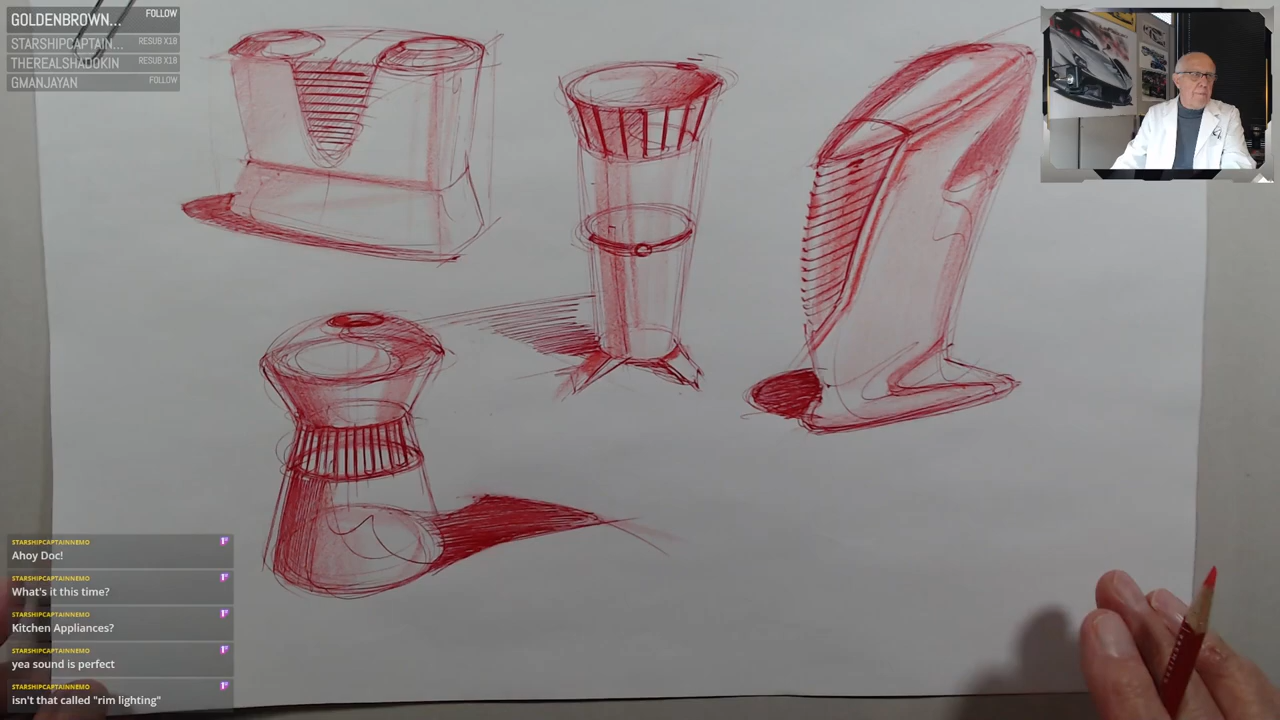 GOLDENBROWN... FOLLOW
STARSHIPCAPTAIN... RESUB X18
THEREALSHADOKIN RESUB X18
GMANJAYAN FOLLOW
STARSHIPCAPTAINNEMO
Ahoy Doc!
STARSHIPCAPTAINNEMO
What's it this time?
STARSHIPCAPTAINNEMO
Kitchen Appliances?
STARSHIPCAPTAINNEMO
yea sound is perfect
STARSHIPCAPTAINNEMO
isn't that called "rim lighting"